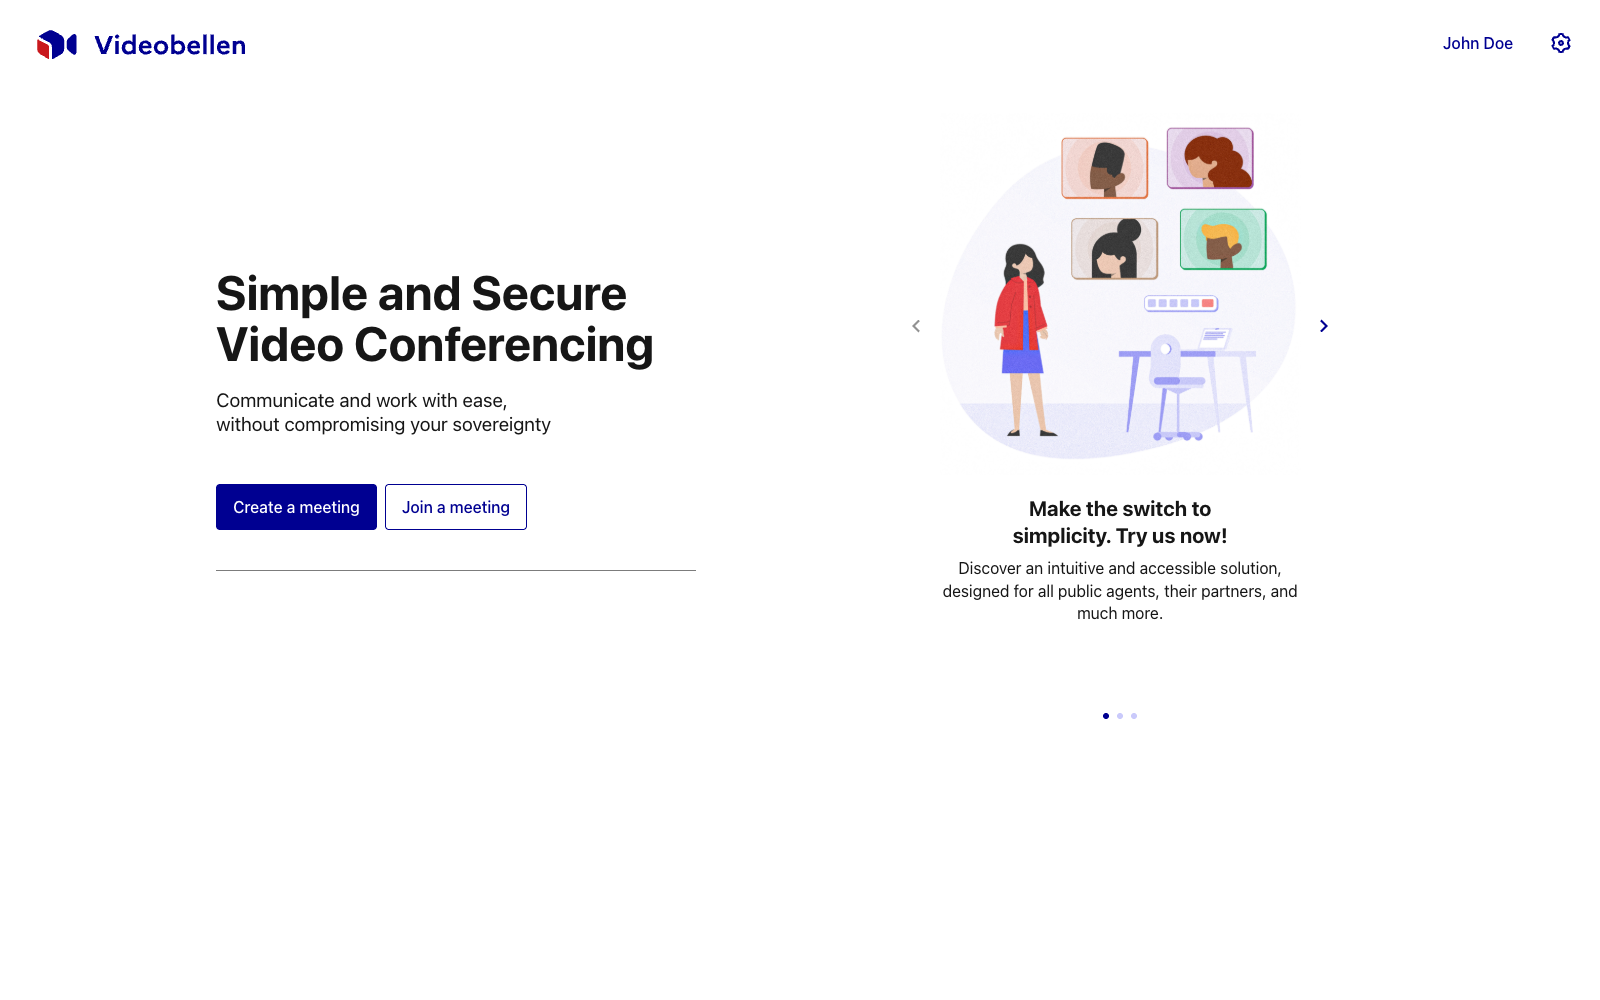 Videobellen
John Doe
Simple and Secure
Video Conferencing
Communicate and work with ease,
without compromising your sovereignty
Create a meeting
Join a meeting
Make the switch to
simplicity. Try us now!
Discover an intuitive and accessible solution,
designed for all public agents, their partners, and
much more.